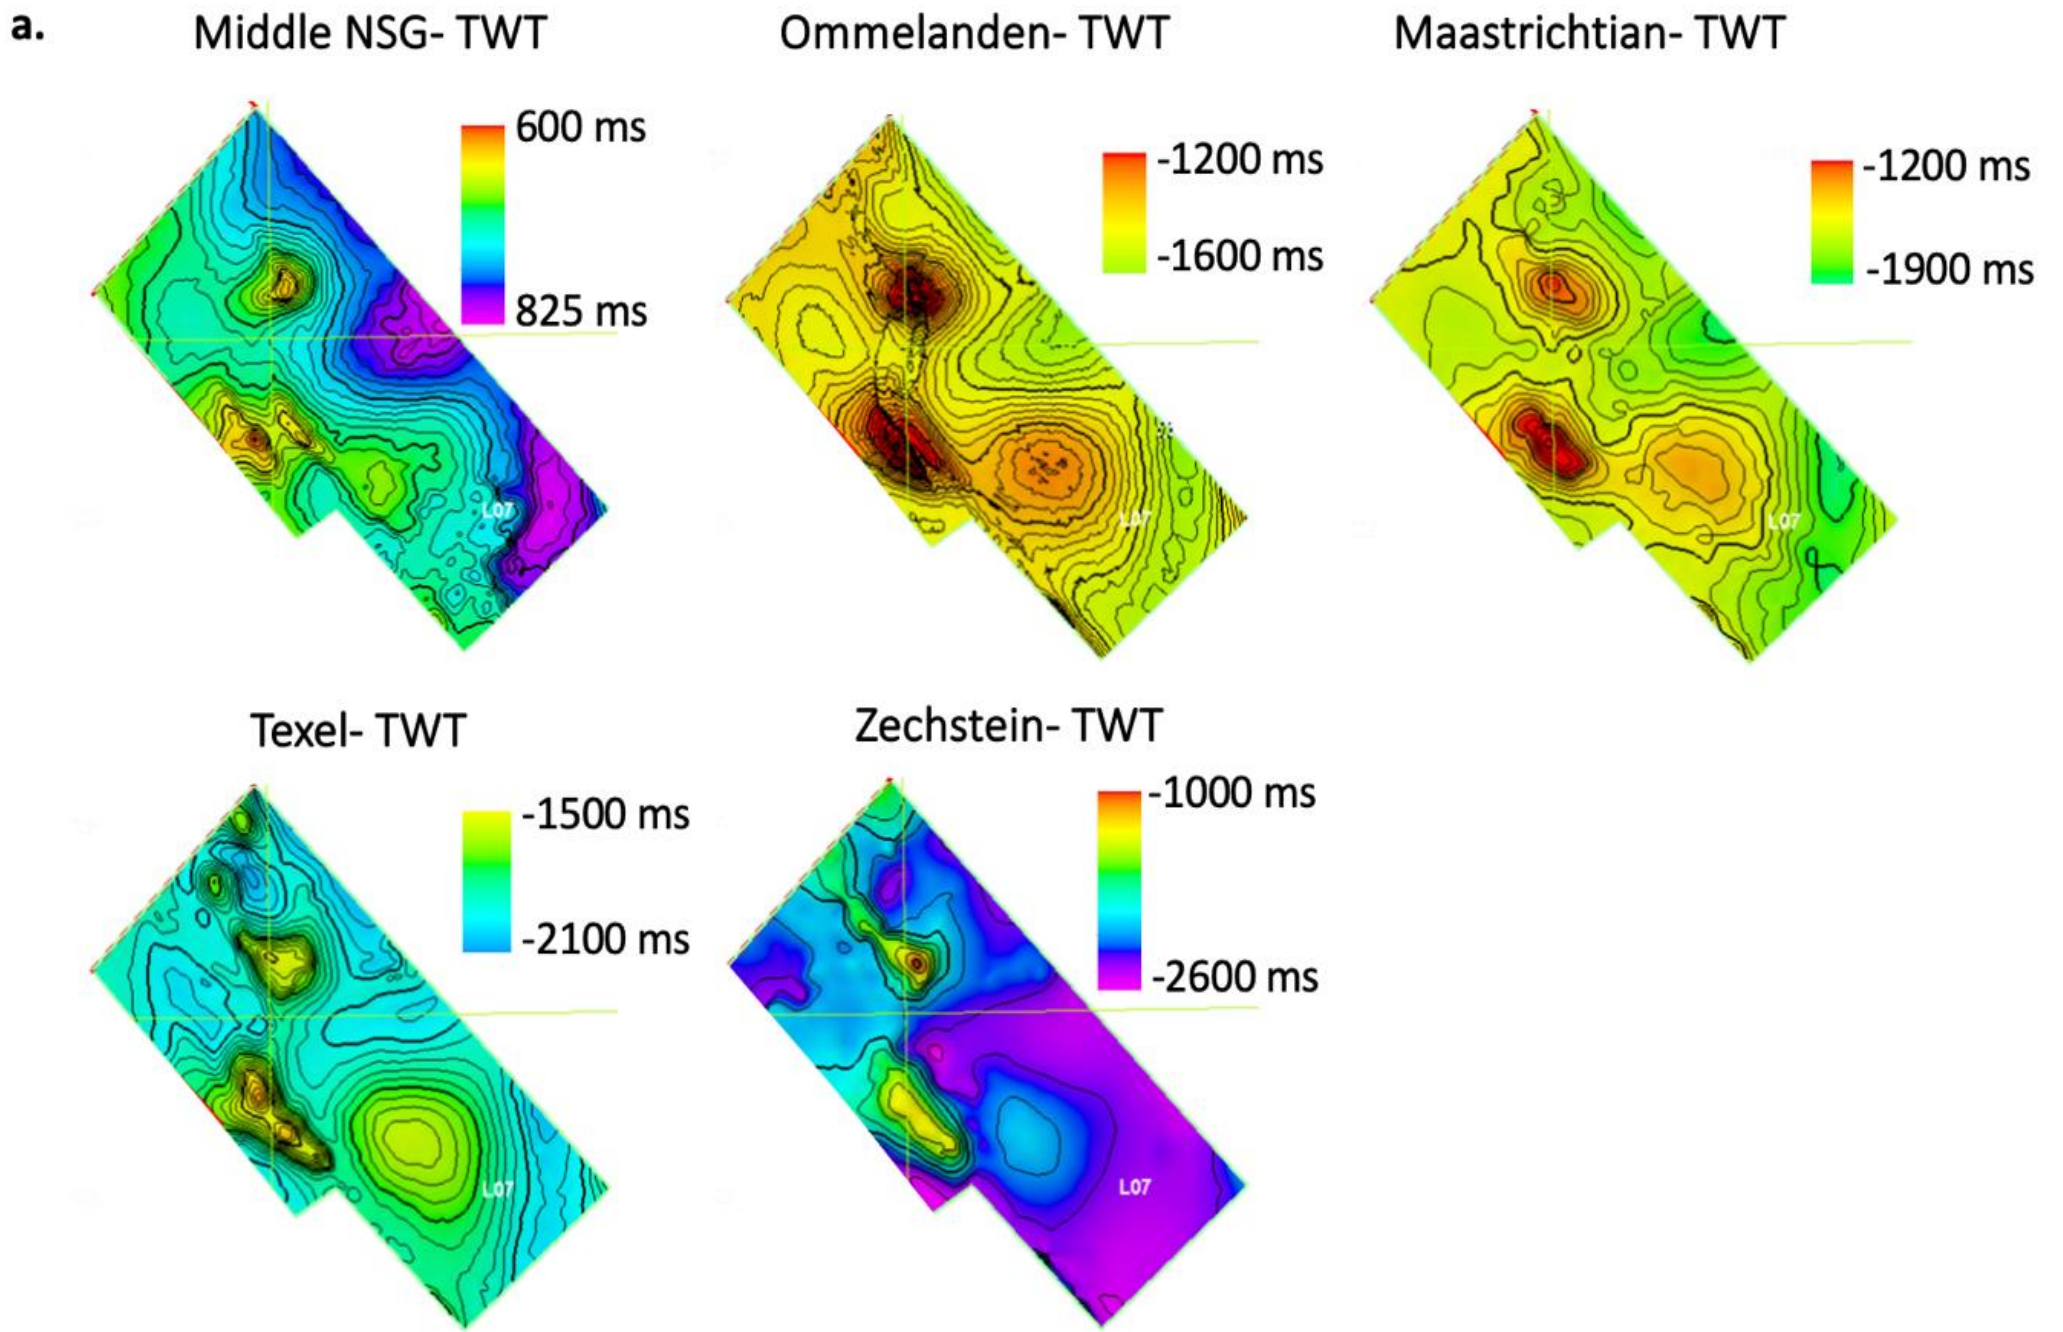 a.
Middle NSG- TWT
Ommelanden- TWT
Maastrichtian- TWT
600 ms
825 ms
L07
-1200 ms
-1600 ms
L07
-1200 ms
-1900 ms
L07
Texel- TWT
Zechstein- TWT
-1500 ms
-2100 ms
L07
-1000 ms
-2600 ms
L07